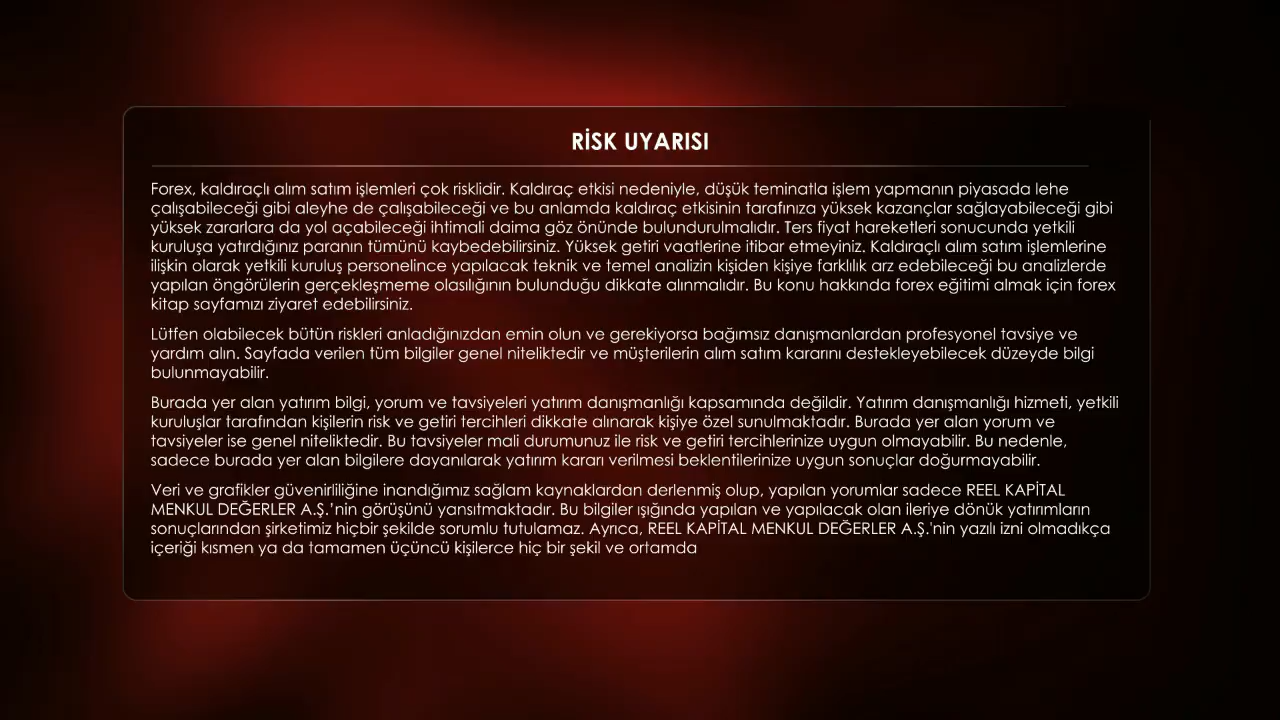 RİSK UYARISI
Forex, kaldıraçlı alım satım işlemleri çok risklidir. Kaldıraç etkisi nedeniyle, düşük teminatla işlem yapmanın piyasada lehe
çalışabileceği gibi aleyhe de çalışabileceği ve bu anlamda kaldıraç etkisinin tarafınıza yüksek kazançlar sağlayabileceği gibi
yüksek zararlara da yol açabileceği ihtimali daima göz önünde bulundurulmalıdır. Ters fiyat hareketleri sonucunda yetkili
kuruluşa yatırdığınız paranın tümünü kaybedebilirsiniz. Yüksek getiri vaatlerine itibar etmeyiniz. Kaldıraçlı alım satım işlemlerine
ilişkin olarak yetkili kuruluş personelince yapılacak teknik ve temel analizin kişiden kişiye farklılık arz edebileceği bu analizlerde
yapılan öngörülerin gerçekleşmeme olasılığının bulunduğu dikkate alınmalıdır. Bu konu hakkında forex eğitimi almak için forex
kitap sayfamızı ziyaret edebilirsiniz.
Lütfen olabilecek bütün riskleri anladığınızdan emin olun ve gerekiyorsa bağımsız danışmanlardan profesyonel tavsiye ve
yardım alın. Sayfada verilen tüm bilgiler genel niteliktedir ve müşterilerin alım satım kararını destekleyebilecek düzeyde bilgi
bulunmayabilir.
Burada yer alan yatırım bilgi, yorum ve tavsiyeleri yatırım danışmanlığı kapsamında değildir. Yatırım danışmanlığı hizmeti, yetkili
kuruluşlar tarafından kişilerin risk ve getiri tercihleri dikkate alınarak kişiye özel sunulmaktadır. Burada yer alan yorum ve
tavsiyeler ise genel niteliktedir. Bu tavsiyeler mali durumunuz ile risk ve getiri tercihlerinize uygun olmayabilir. Bu nedenle,
sadece burada yer alan bilgilere dayanılarak yatırım kararı verilmesi beklentilerinize uygun sonuçlar doğurmayabilir.
Veri ve grafikler güvenirliliğine inandığımız sağlam kaynaklardan derlenmiş olup, yapılan yorumlar sadece REEL KAPİTAL
MENKUL DEĞERLER A.Ş.'nin görüşünü yansıtmaktadır. Bu bilgiler ışığında yapılan ve yapılacak olan ileriye dönük yatırımların
sonuçlarından şirketimiz hiçbir şekilde sorumlu tutulamaz. Ayrıca, REEL KAPİTAL MENKUL DEĞERLER A.Ş.'nin yazılı izni olmadıkça
içeriği kısmen ya da tamamen üçüncü kişilerce hiç bir şekil ve ortamda